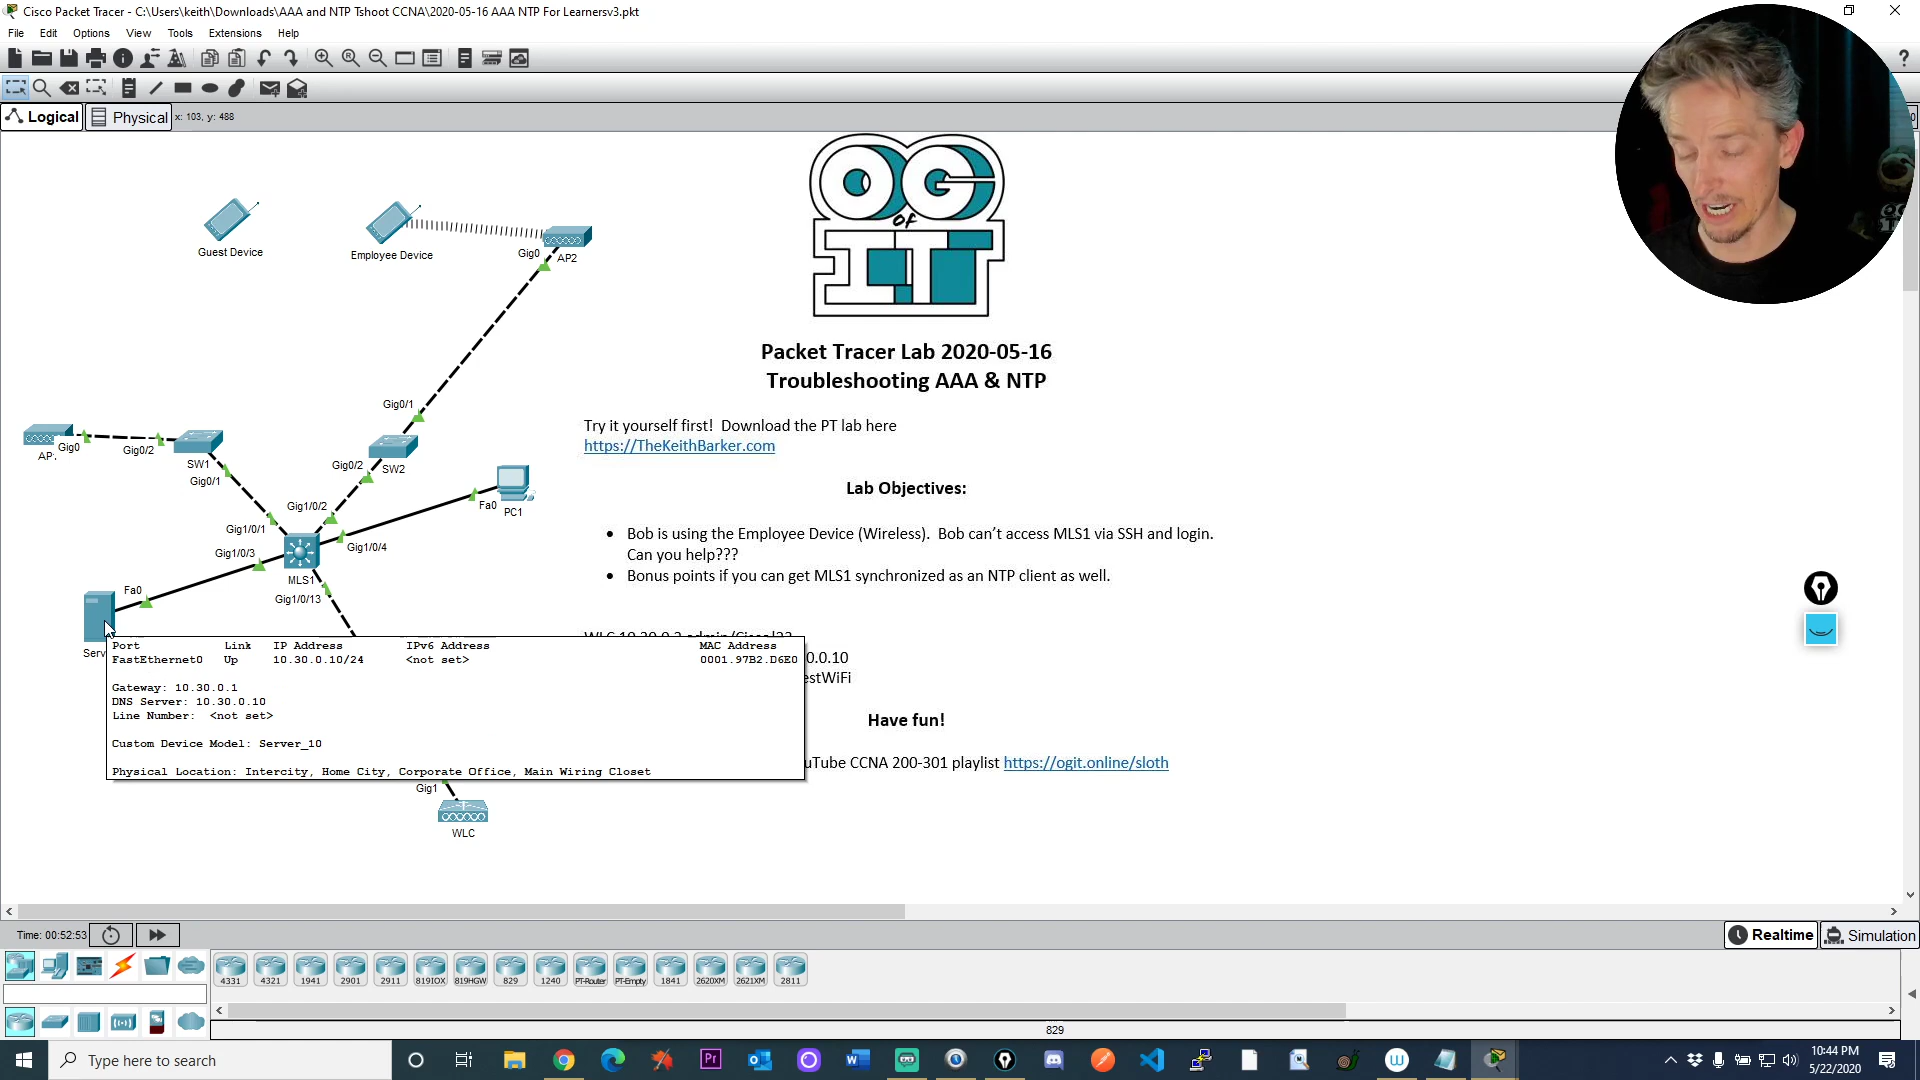 Cisco Packet Tracer - C:\Users\keith\Downloads\AAA and NTP Tshoot CCNA\2020-05-16 AAA NTP For Learnersv3.pkt
File Edit Options View Tools Extensions Help
Logical Physical x: 103, y: 488
OG
of
IT
Guest Device
Employee Device
Gig0
AP2
Packet Tracer Lab 2020-05-16
Troubleshooting AAA & NTP
Gig0/1
Try it yourself first! Download the PT lab here
https://TheKeithBarker.com
Gig0
Gig0/2
SW1
Gig0/1
Gig0/2
SW2
Lab Objectives:
Gig1/0/2
Fa0
PC1
Gig1/0/1
Gig1/0/3
Gig1/0/4
MLS1
Gig1/0/13
Fa0
• Bob is using the Employee Device (Wireless). Bob can't access MLS1 via SSH and login.
Can you help???
• Bonus points if you can get MLS1 synchronized as an NTP client as well.
Serv
Port Link IP Address IPv6 Address MAC Address
FastEthernet0 Up 10.30.0.10/24 <not set> 0001.97B2.D6E0
Gateway: 10.30.0.1
DNS Server: 10.30.0.10
Line Number: <not set>
Custom Device Model: Server_10
Physical Location: Intercity, Home City, Corporate Office, Main Wiring Closet
0.0.10
estWiFi
Have fun!
uTube CCNA 200-301 playlist https://ogit.online/sloth
Gig1
WLC
Time: 00:52:53
Realtime Simulation
4331 4321 1941 2901 2911 819IOX 819HGW 829 1240 PT-Router PT-Empty 1841 2620XM 2621XM 2811
829
Type here to search
10:44 PM
5/22/2020